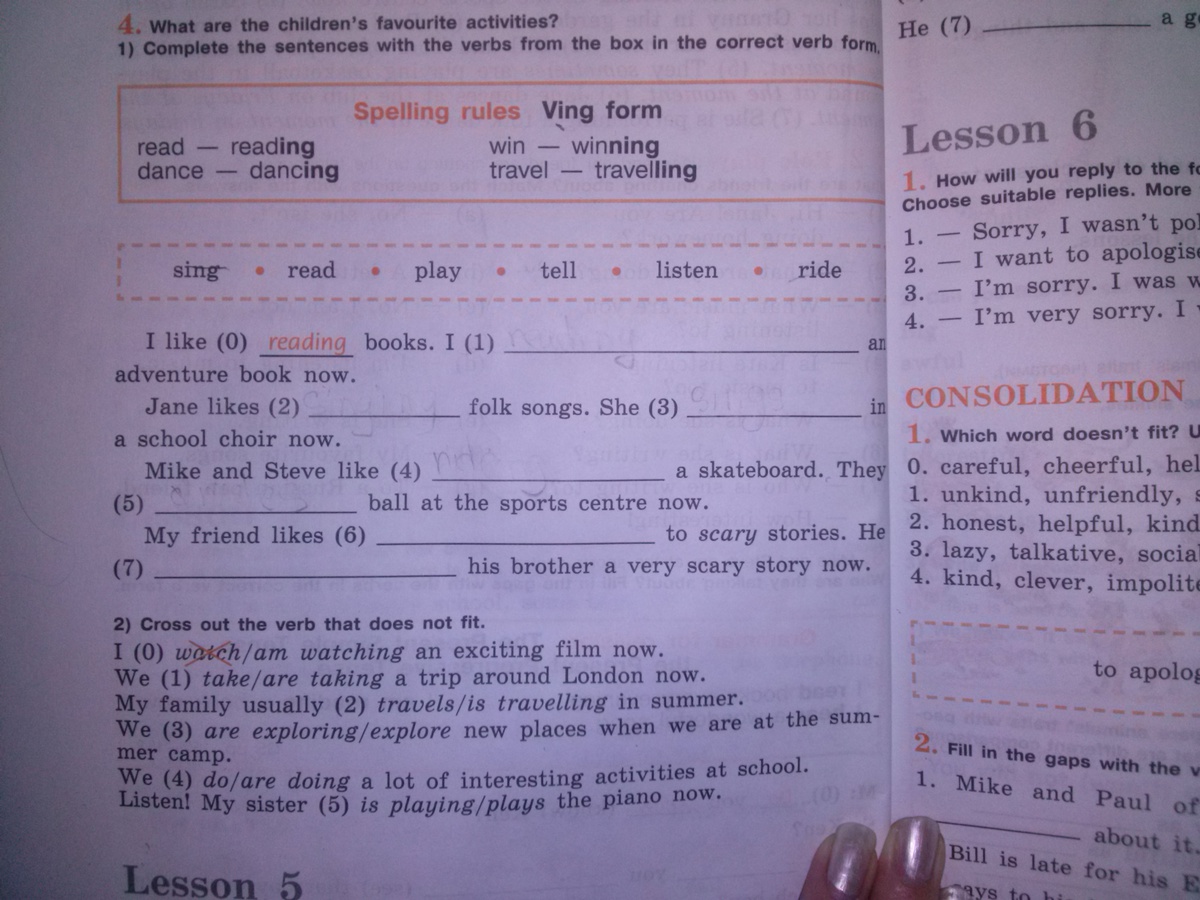 4. What are the children's favourite activities?
1) Complete the sentences with the verbs from the box in the correct verb form.
Spelling rules Ving form
read — reading win — winning
dance — dancing travel — travelling
sing • read • play • tell • listen • ride
I like (0) reading books. I (1) ____ an
adventure book now.
Jane likes (2) ____ folk songs. She (3) ____ in
a school choir now.
Mike and Steve like (4) ____ a skateboard. They
(5) ____ ball at the sports centre now.
My friend likes (6) ____ to scary stories. He
(7) ____ his brother a very scary story now.
2) Cross out the verb that does not fit.
I (0) watch/am watching an exciting film now.
We (1) take/are taking a trip around London now.
My family usually (2) travels/is travelling in summer.
We (3) are exploring/explore new places when we are at the sum-
mer camp.
We (4) do/are doing a lot of interesting activities at school.
Listen! My sister (5) is playing/plays the piano now.
Lesson 5
He (7) ____ a
Lesson 6
1. How will you reply to the
Choose suitable replies. More
1. — Sorry, I wasn't
2. — I want to apologise
3. — I'm sorry. I was
4. — I'm very sorry. I
CONSOLIDATION
1. Which word doesn't fit?
0. careful, cheerful,
1. unkind, unfriendly,
2. honest, helpful, kind
3. lazy, talkative,
4. kind, clever, impolite
to
2. Fill in the gaps with the
1. Mike and Paul
____ about it.
Bill is late for his